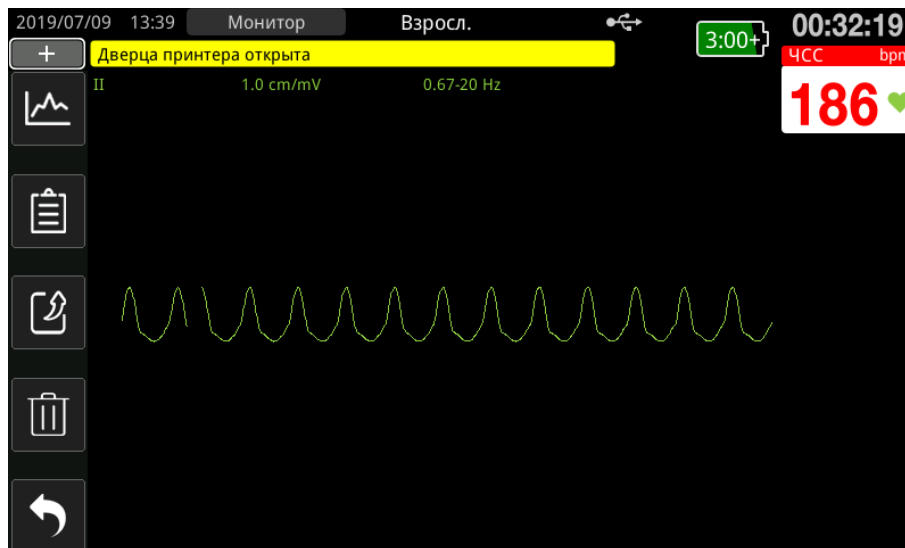 2019/07/09 13:39 Монитор Взросл. 3:00+ 00:32:19
+ Дверца принтера открыта ЧСС bpm
II 1.0 cm/mV 0.67-20 Hz
186